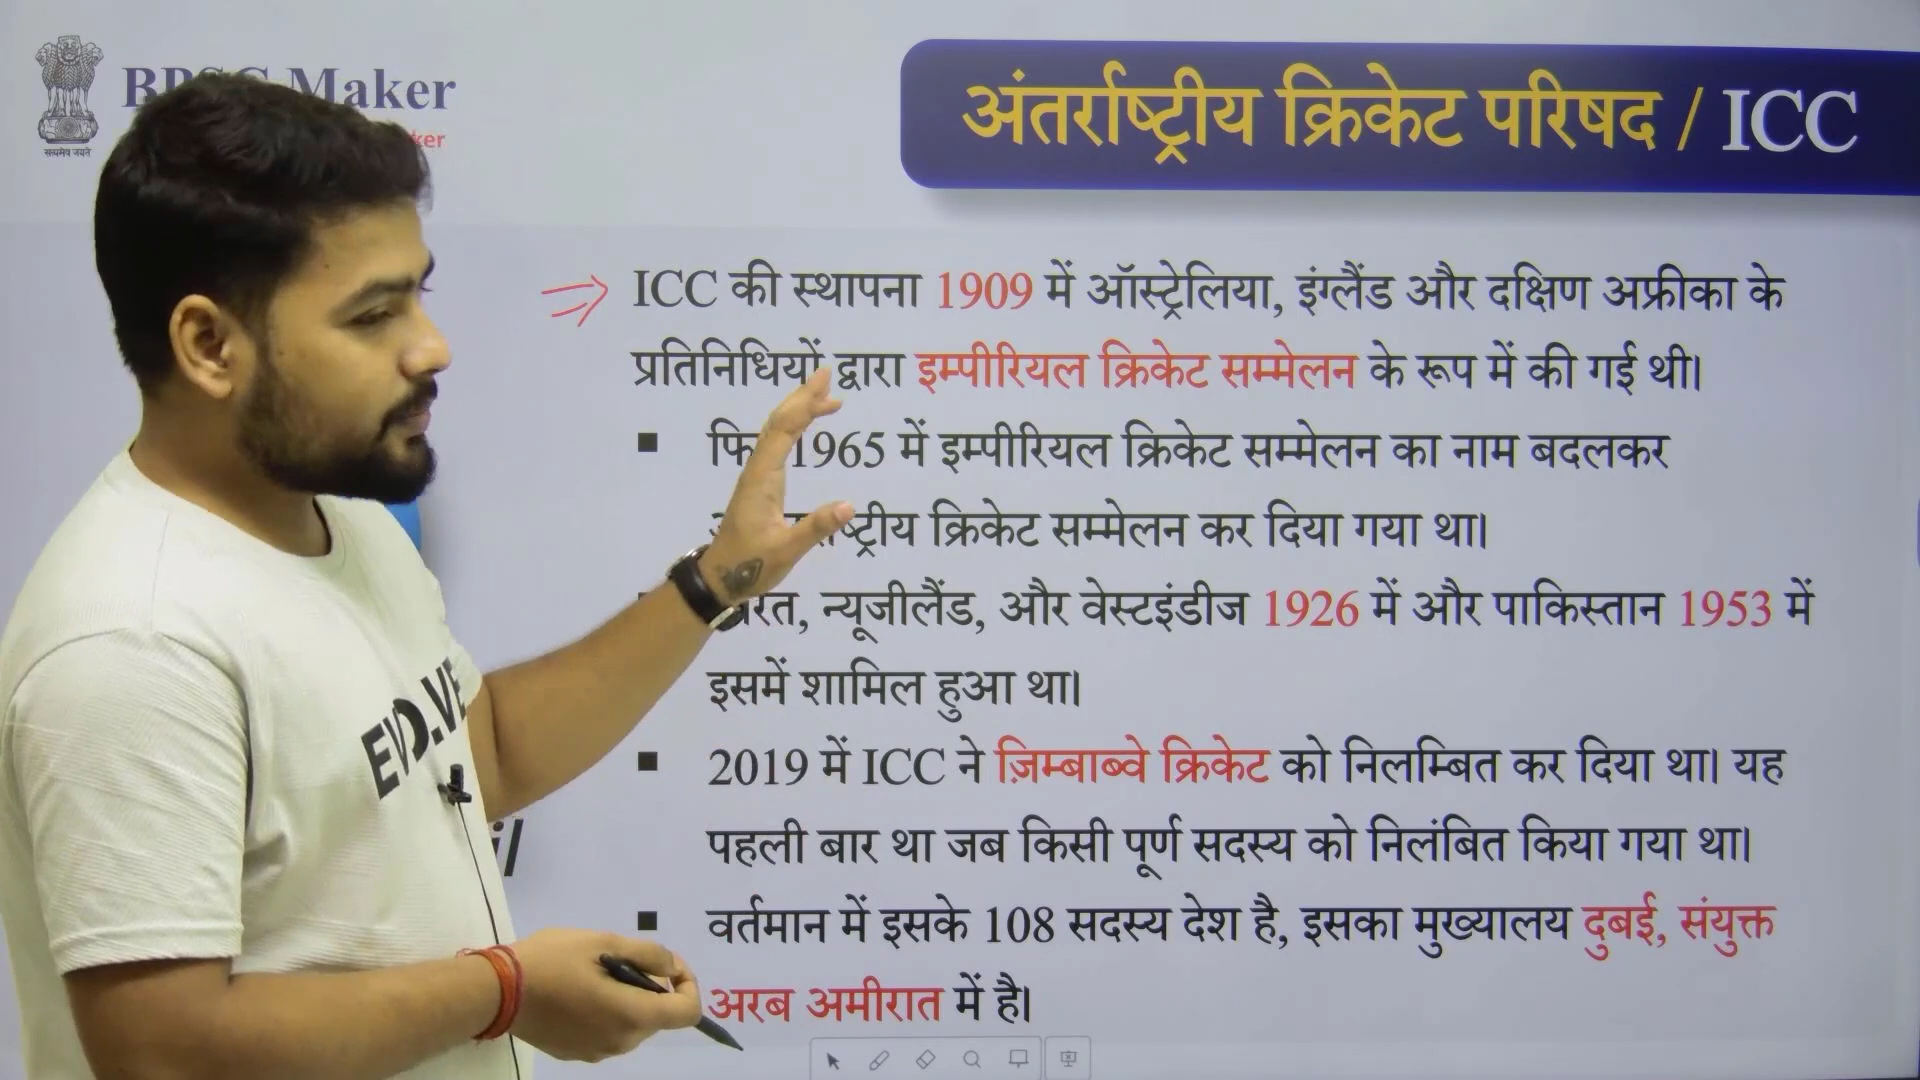 Maker
सत्यमेव जयते
अंतर्राष्ट्रीय क्रिकेट परिषद / ICC
ICC की स्थापना 1909 में ऑस्ट्रेलिया, इंग्लैंड और दक्षिण अफ्रीका के
प्रतिनिधियों द्वारा इम्पीरियल क्रिकेट सम्मेलन के रूप में की गई थी।
1965 में इम्पीरियल क्रिकेट सम्मेलन का नाम बदलकर
क्रिकेट सम्मेलन कर दिया गया था।
न्यूजीलैंड, और वेस्टइंडीज 1926 में और पाकिस्तान 1953 में
इसमें शामिल हुआ था।
2019 में ICC ने ज़िम्बाब्वे क्रिकेट को निलम्बित कर दिया था। यह
पहली बार था जब किसी पूर्ण सदस्य को निलंबित किया गया था।
वर्तमान में इसके 108 सदस्य देश है, इसका मुख्यालय दुबई, संयुक्त
अरब अमीरात में है।